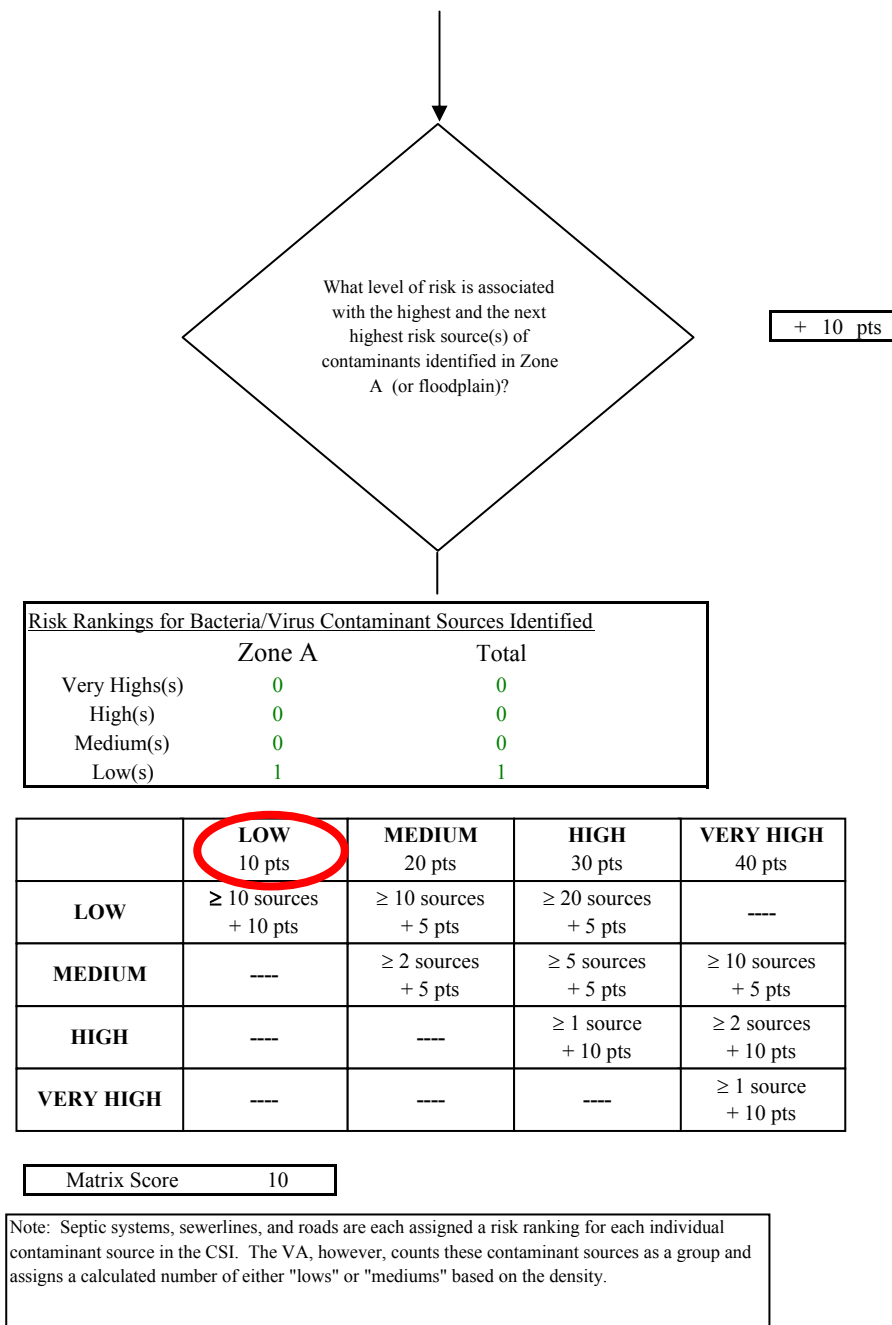 What level of risk is associated
with the highest and the next
highest risk source(s) of
contaminants identified in Zone
A (or floodplain)?
+ 10 pts
Risk Rankings for Bacteria/Virus Contaminant Sources Identified
Zone A Total
Very Highs(s) 0 0
High(s) 0 0
Medium(s) 0 0
Low(s) 1 1
LOW MEDIUM HIGH VERY HIGH
10 pts 20 pts 30 pts 40 pts
LOW ≥ 10 sources + 10 pts ≥ 10 sources + 5 pts ≥ 20 sources + 5 pts ----
MEDIUM ---- ≥ 2 sources + 5 pts ≥ 5 sources + 5 pts ≥ 10 sources + 5 pts
HIGH ---- ---- ≥ 1 source + 10 pts ≥ 2 sources + 10 pts
VERY HIGH ---- ---- ---- ≥ 1 source + 10 pts
Matrix Score 10
Note: Septic systems, sewerlines, and roads are each assigned a risk ranking for each individual
contaminant source in the CSI. The VA, however, counts these contaminant sources as a group and
assigns a calculated number of either "lows" or "mediums" based on the density.